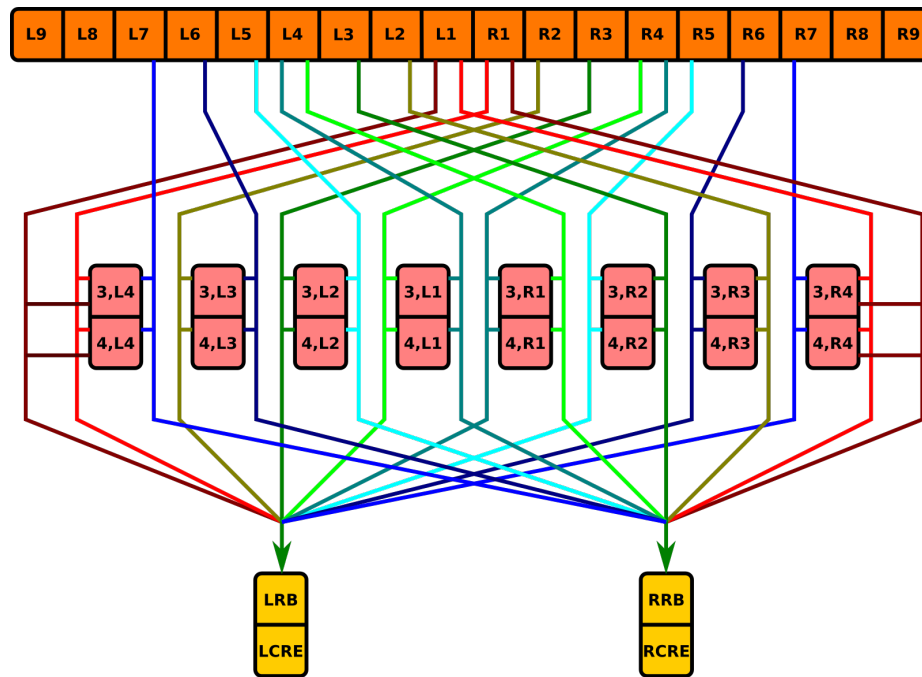 L9 L8 L7 L6 L5 L4 L3 L2 L1 R1 R2 R3 R4 R5 R6 R7 R8 R9
3,L4 3,L3 3,L2 3,L1 3,R1 3,R2 3,R3 3,R4
4,L4 4,L3 4,L2 4,L1 4,R1 4,R2 4,R3 4,R4
LRB RRB
LCRE RCRE